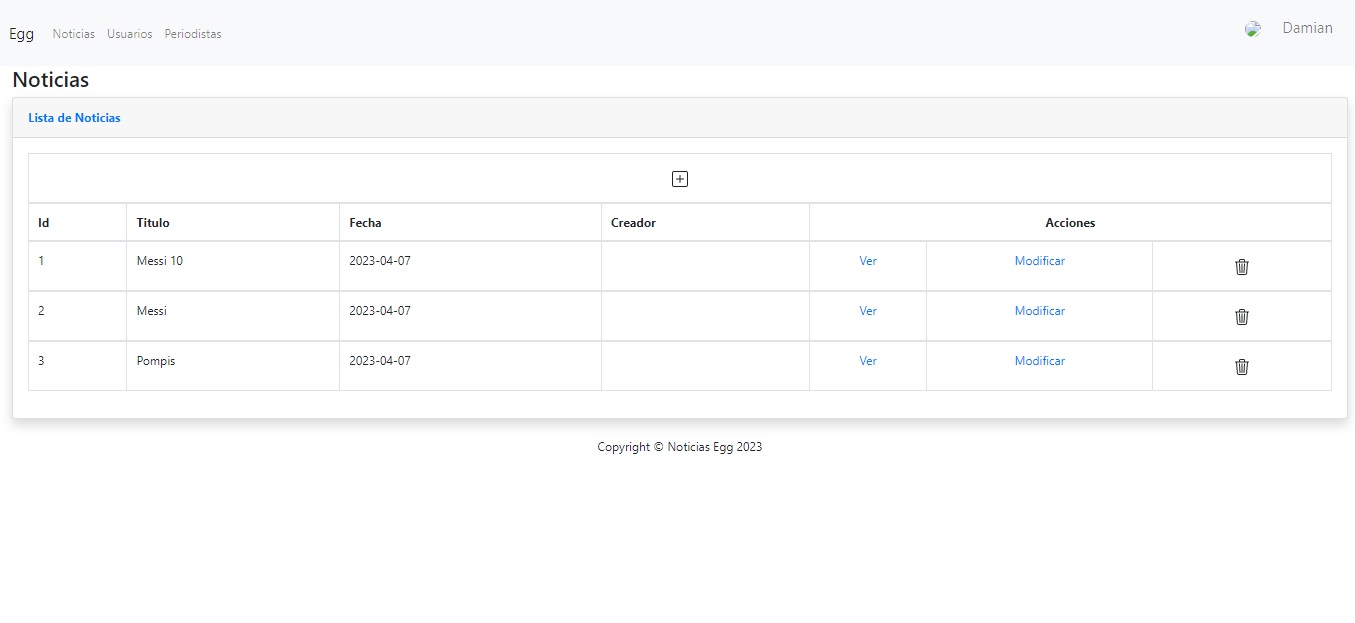 Egg Noticias Usuarios Periodistas Damian
Noticias
Lista de Noticias
Id Titulo Fecha Creador Acciones
1 Messi 10 2023-04-07 Ver Modificar
2 Messi 2023-04-07 Ver Modificar
3 Pompis 2023-04-07 Ver Modificar
Copyright © Noticias Egg 2023